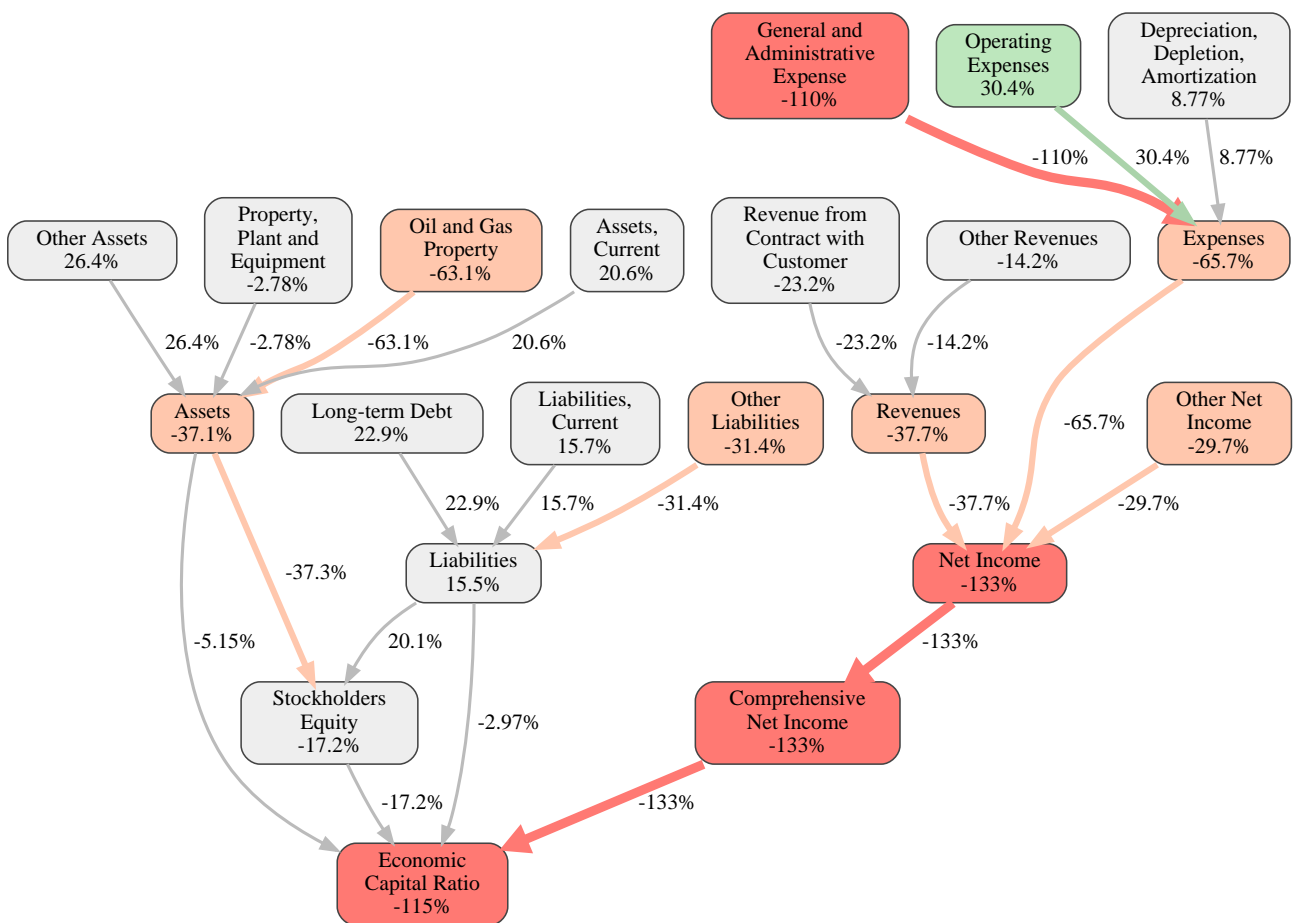 General and
Administrative
Expense
-110%
Operating
Expenses
30.4%
Depreciation,
Depletion,
Amortization
8.77%
-110%
30.4%
8.77%
Other Assets
26.4%
Property,
Plant and
Equipment
-2.78%
Oil and Gas
Property
-63.1%
Assets,
Current
20.6%
Revenue from
Contract with
Customer
-23.2%
Other Revenues
-14.2%
Expenses
-65.7%
26.4%
-2.78%
-63.1%
20.6%
-23.2%
-14.2%
-65.7%
Assets
-37.1%
Long-term Debt
22.9%
Liabilities,
Current
15.7%
Other
Liabilities
-31.4%
Revenues
-37.7%
Other Net
Income
-29.7%
22.9%
15.7%
-31.4%
-37.7%
-29.7%
-37.3%
Liabilities
15.5%
Net Income
-133%
-5.15%
20.1%
-2.97%
-133%
Stockholders
Equity
-17.2%
Comprehensive
Net Income
-133%
-17.2%
-133%
Economic
Capital Ratio
-115%